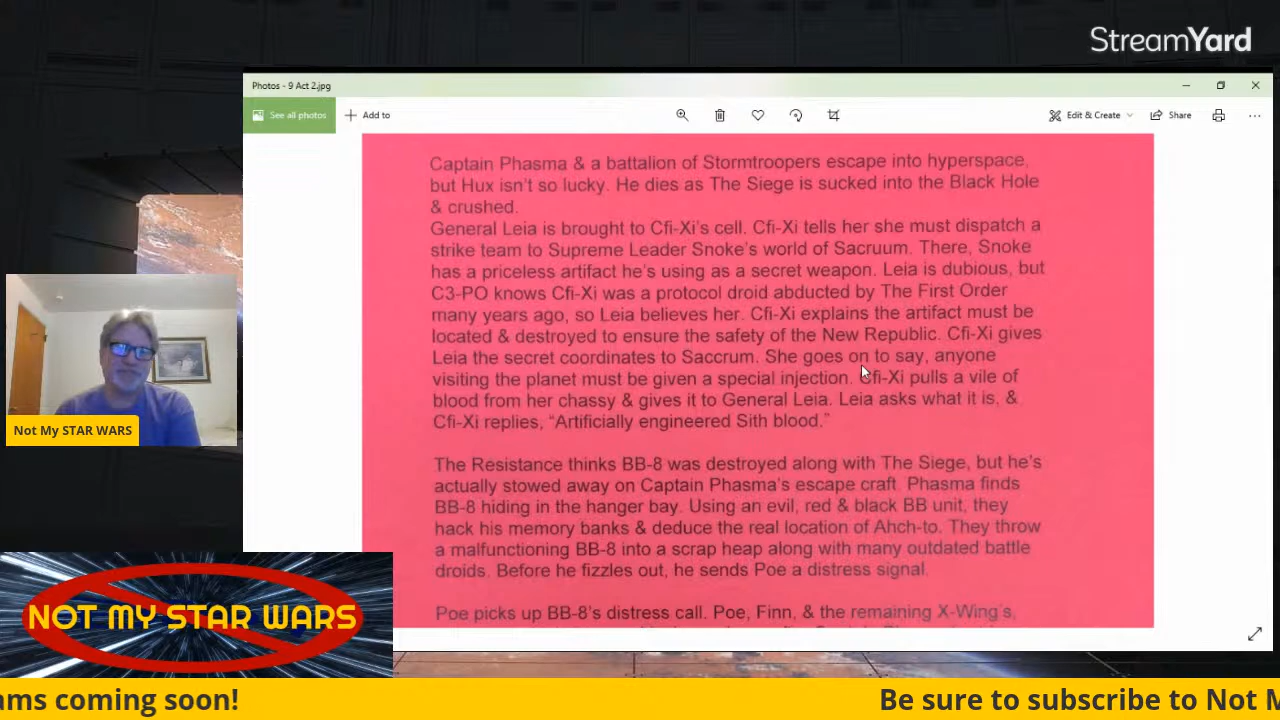 StreamYard
Photos - 9 Act 2.jpg
See all photos
Add to
Edit & Create
Share
Captain Phasma & a battalion of Stormtroopers escape into hyperspace,
but Hux isn't so lucky. He dies as The Siege is sucked into the Black Hole
& crushed.
General Leia is brought to Cfi-Xi's cell. Cfi-Xi tells her she must dispatch a
strike team to Supreme Leader Snoke's world of Sacruum. There, Snoke
has a priceless artifact he's using as a secret weapon. Leia is dubious, but
C3-PO knows Cfi-Xi was a protocol droid abducted by The First Order
many years ago, so Leia believes her. Cfi-Xi explains the artifact must be
located & destroyed to ensure the safety of the New Republic. Cfi-Xi gives
Leia the secret coordinates to Saccrum. She goes on to say, anyone
visiting the planet must be given a special injection. Cfi-Xi pulls a vile of
blood from her chassy & gives it to General Leia. Leia asks what it is, &
Cfi-Xi replies, “Artificially engineered Sith blood.”
The Resistance thinks BB-8 was destroyed along with The Siege, but he's
actually stowed away on Captain Phasma's escape craft. Phasma finds
BB-8 hiding in the hanger bay. Using an evil, red & black BB unit, they
hack his memory banks & deduce the real location of Ahch-to. They throw
a malfunctioning BB-8 into a scrap heap along with many outdated battle
droids. Before he fizzles out, he sends Poe a distress signal.
Poe picks up BB-8's distress call. Poe, Finn, & the remaining X-Wing's,
Not My STAR WARS
NOT MY STAR WARS
ams coming soon!
Be sure to subscribe to Not M